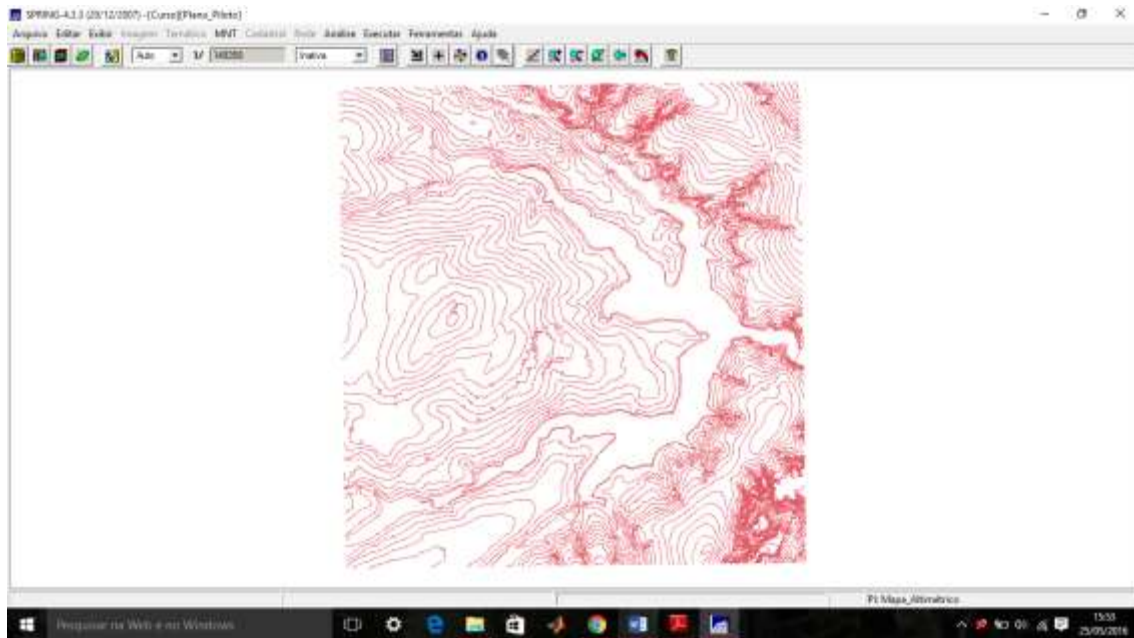 SPRING-4.3.3 (20/12/2007)-[Curso][Plano_Piloto]
Arquivo Editar Exibir Imagem Temático MNT Cadastral Rede Análise Executar Ferramentas Ajuda
Auto 1/ Inativa
PI: Mapa_Altimétrico
Pesquisar na Web e no Windows
15:53
25/05/2016